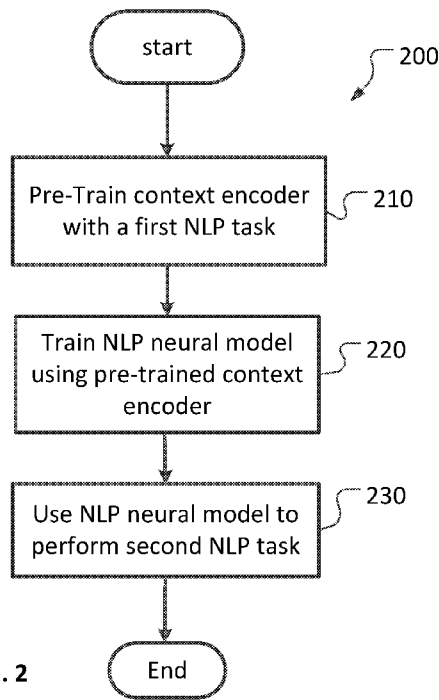 start
200
Pre-Train context encoder
with a first NLP task
210
Train NLP neural model
using pre-trained context
encoder
220
Use NLP neural model to
perform second NLP task
230
. 2
End